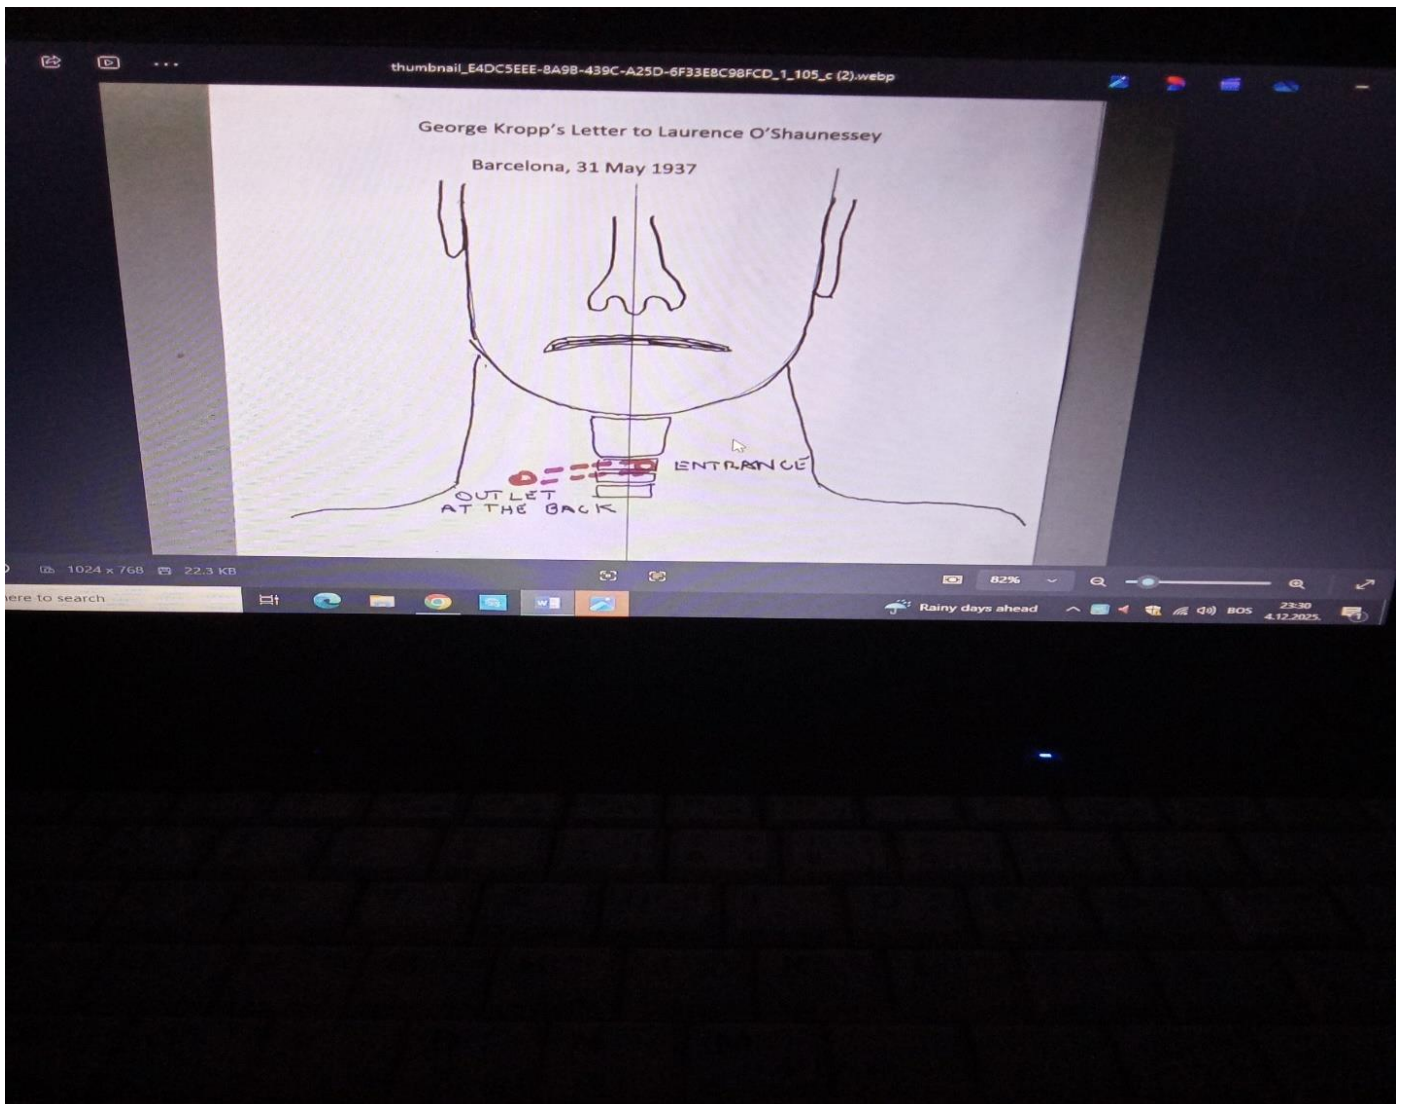 thumbnail_E4DC5EEE-8A9B-439C-A25D-6F33E8C98FCD_1_105_c (2).webp
George Kropp's Letter to Laurence O'Shaunessey
Barcelona, 31 May 1937
ENTRANCE
OUTLET
AT THE BACK
1024 x 768 22.3 KB
82%
ere to search
Rainy days ahead
BOS
23:30
4.12.2025.